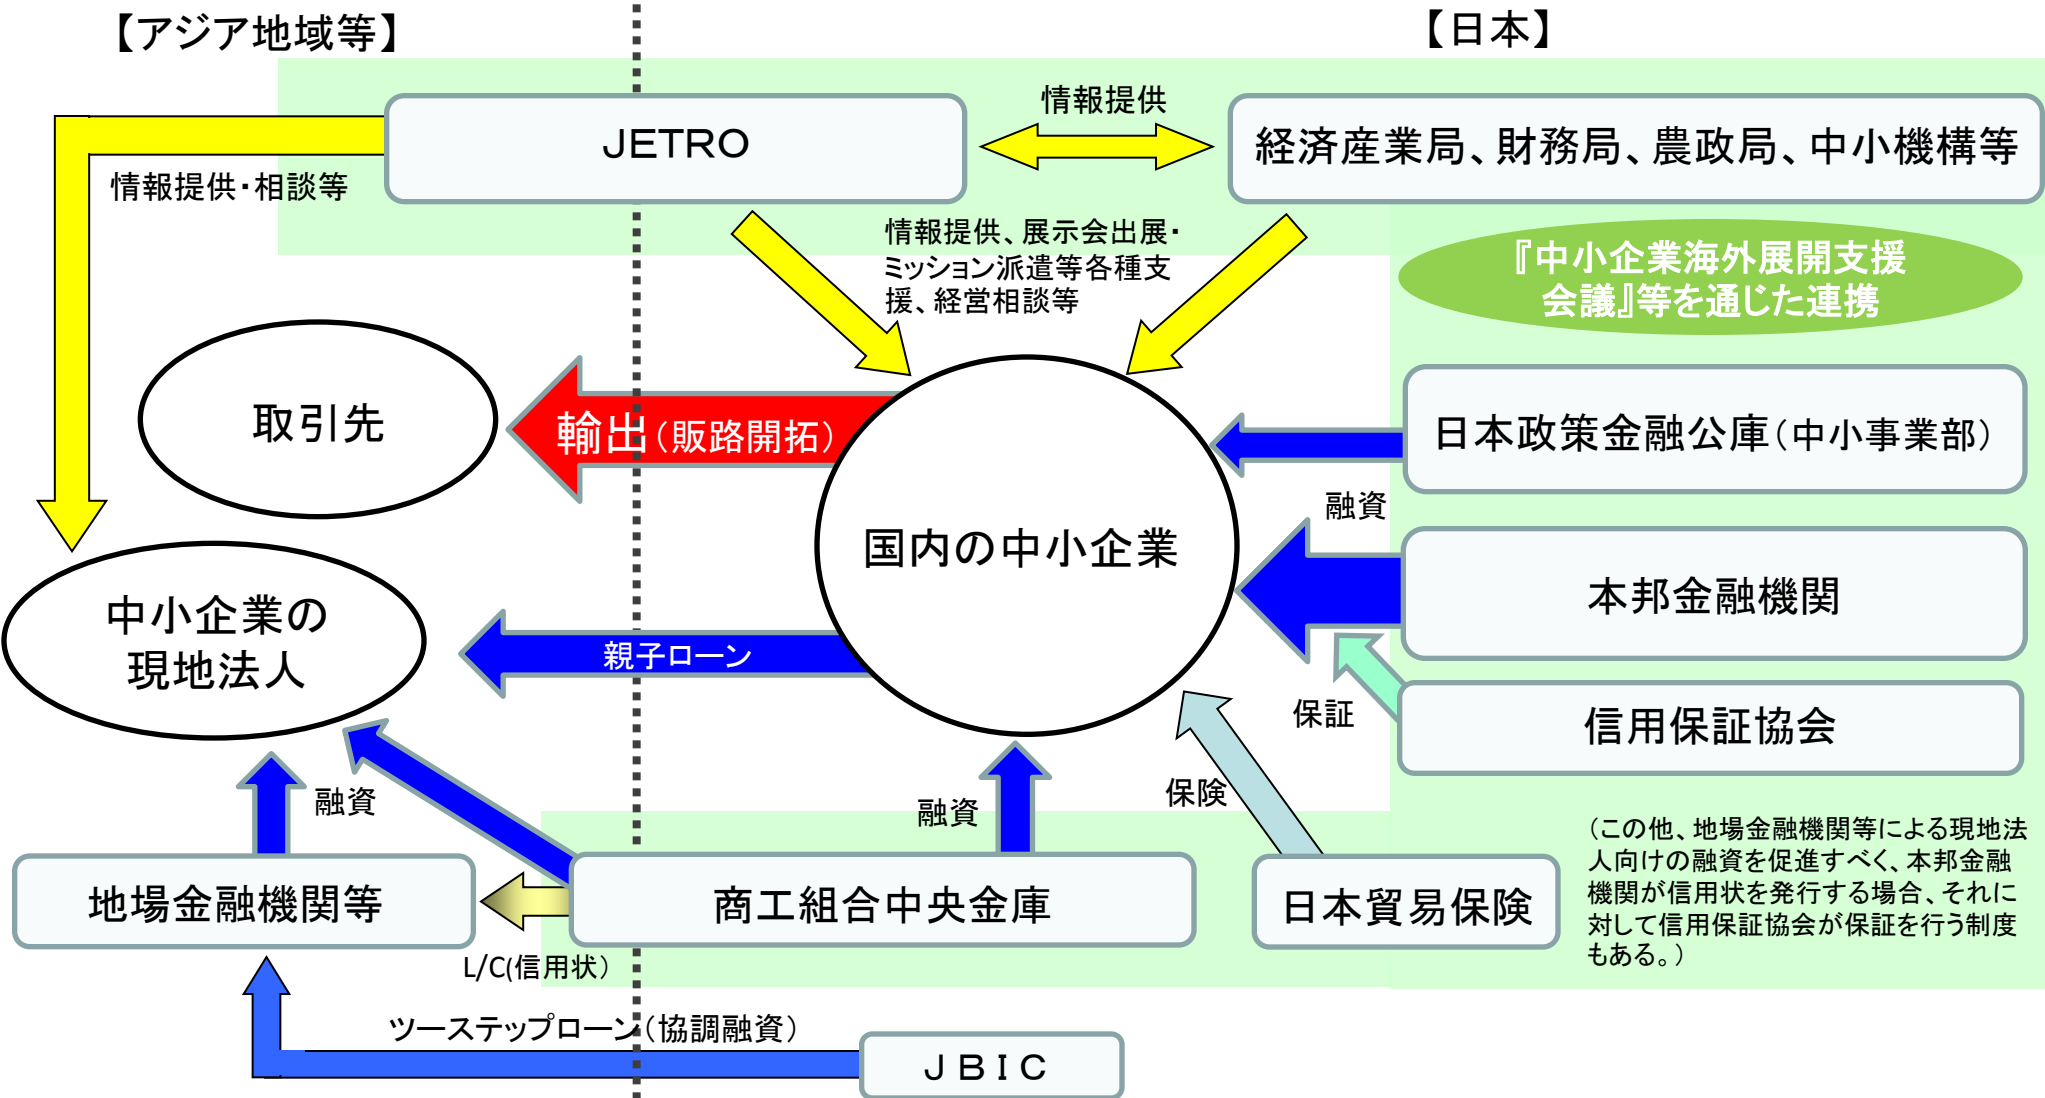 【アジア地域等】
【日本】
JETRO
情報提供
経済産業局、財務局、農政局、中小機構等
情報提供・相談等
情報提供、展示会出展・
ミッション派遣等各種支
援、経営相談等
『中小企業海外展開支援
会議』等を通じた連携
取引先
輸出（販路開拓）
日本政策金融公庫（中小事業部）
融資
国内の中小企業
本邦金融機関
中小企業の
現地法人
親子ローン
保証
信用保証協会
融資
融資
保険
地場金融機関等
商工組合中央金庫
日本貿易保険
（この他、地場金融機関等による現地法
人向けの融資を促進すべく、本邦金融
機関が信用状を発行する場合、それに
対して信用保証協会が保証を行う制度
もある。）
L/C(信用状）
ツーステップローン（協調融資）
ＪＢＩＣ